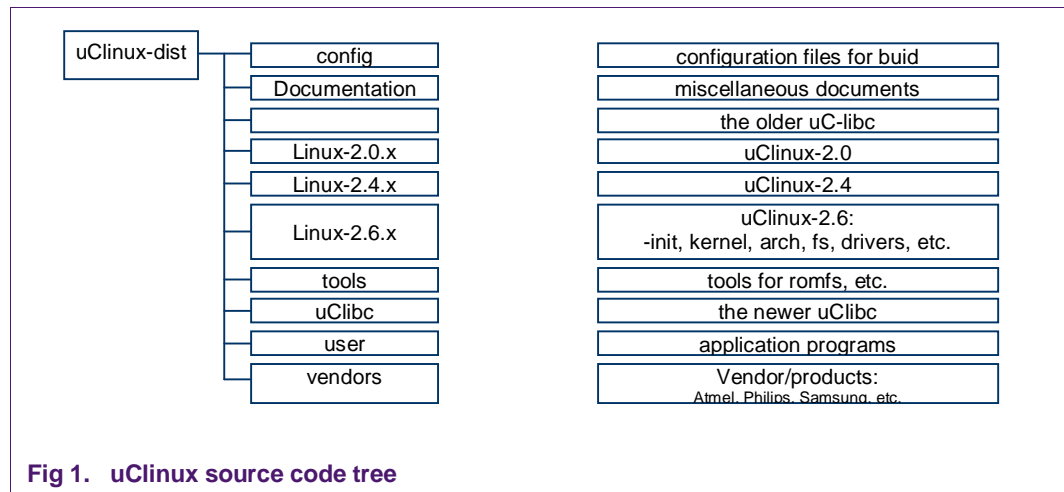 uClinux-dist
config
configuration files for buid
Documentation
miscellaneous documents
the older uC-libc
Linux-2.0.x
uClinux-2.0
Linux-2.4.x
uClinux-2.4
Linux-2.6.x
uClinux-2.6:
-init, kernel, arch, fs, drivers, etc.
tools
tools for romfs, etc.
uClibc
the newer uClibc
user
application programs
vendors
Vendor/products:
Atmel, Philips, Samsung, etc.
Fig 1. uClinux source code tree